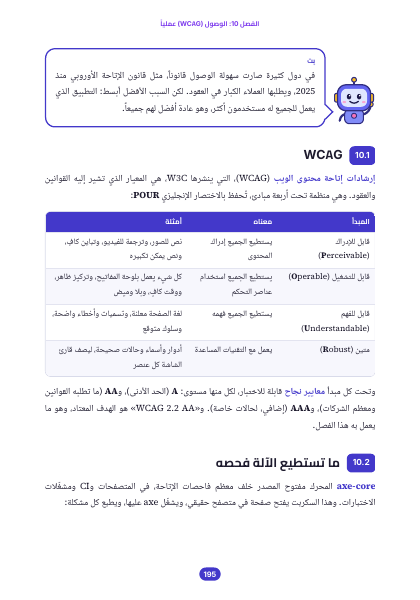 الفصل 10: الوصول (WCAG) عملياً
بت
في دول كثيرة صارت سهولة الوصول قانوناً، مثل قانون الإتاحة الأوروبي منذ
2025، ويطلبها العملاء الكبار في العقود. لكن السبب الأفضل أبسط: التطبيق الذي
يعمل للجميع له مستخدمون أكثر، وهو عادة أفضل لهم جميعاً.
10.1 WCAG
إرشادات إتاحة محتوى الويب (WCAG)، التي ينشرها W3C، هي المعيار الذي تشير إليه القوانين
والعقود. وهي منظمة تحت أربعة مبادئ، تُحفظ بالاختصار الإنجليزي POUR:
المبدأ معناه أمثلة
قابل للإدراك يستطيع الجميع إدراك نص للصور، وترجمة للفيديو، وتباين كافٍ،
(Perceivable) المحتوى ونص يمكن تكبيره
قابل للتشغيل (Operable) يستطيع الجميع استخدام كل شيء يعمل بلوحة المفاتيح، وتركيز ظاهر،
عناصر التحكم ووقت كافٍ، وبلا وميض
قابل للفهم يستطيع الجميع فهمه لغة الصفحة معلنة، وتسميات وأخطاء واضحة،
(Understandable) وسلوك متوقع
متين (Robust) يعمل مع التقنيات المساعدة أدوار وأسماء وحالات صحيحة، ليصف قارئ
الشاشة كل عنصر
وتحت كل مبدأ معايير نجاح قابلة للاختبار، لكل منها مستوى: A (الحد الأدنى)، وAA (ما تطلبه القوانين
ومعظم الشركات)، وAAA (إضافي، لحالات خاصة). و«WCAG 2.2 AA» هو الهدف المعتاد، وهو ما
يعمل به هذا الفصل.
10.2 ما تستطيع الآلة فحصه
axe-core المحرك مفتوح المصدر خلف معظم فاحصات الإتاحة، في المتصفحات وCI ومشغّلات
الاختبارات. وهذا السكربت يفتح صفحة في متصفح حقيقي، ويشغّل axe عليها، ويطبع كل مشكلة:
195